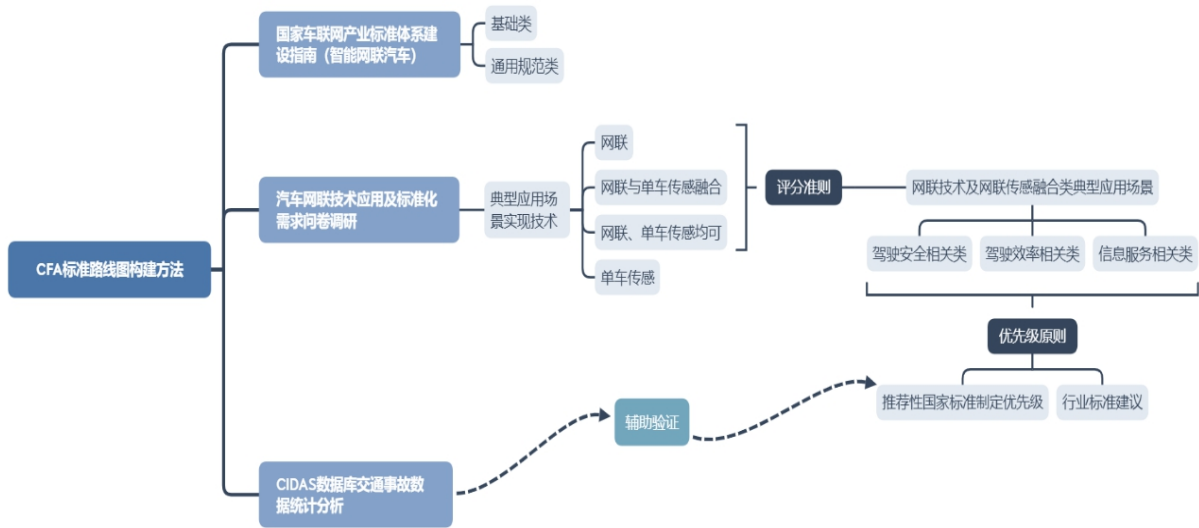 CFA标准路线图构建方法
国家车联网产业标准体系建
设指南（智能网联汽车）
基础类
通用规范类
汽车网联技术应用及标准化
需求问卷调研
典型应用场
景实现技术
网联
网联与单车传感融合
网联、单车传感均可
单车传感
评分准则
网联技术及网联传感融合类典型应用场景
驾驶安全相关类
驾驶效率相关类
信息服务相关类
优先级原则
推荐性国家标准制定优先级
行业标准建议
CIDAS数据库交通事故数
据统计分析
辅助验证